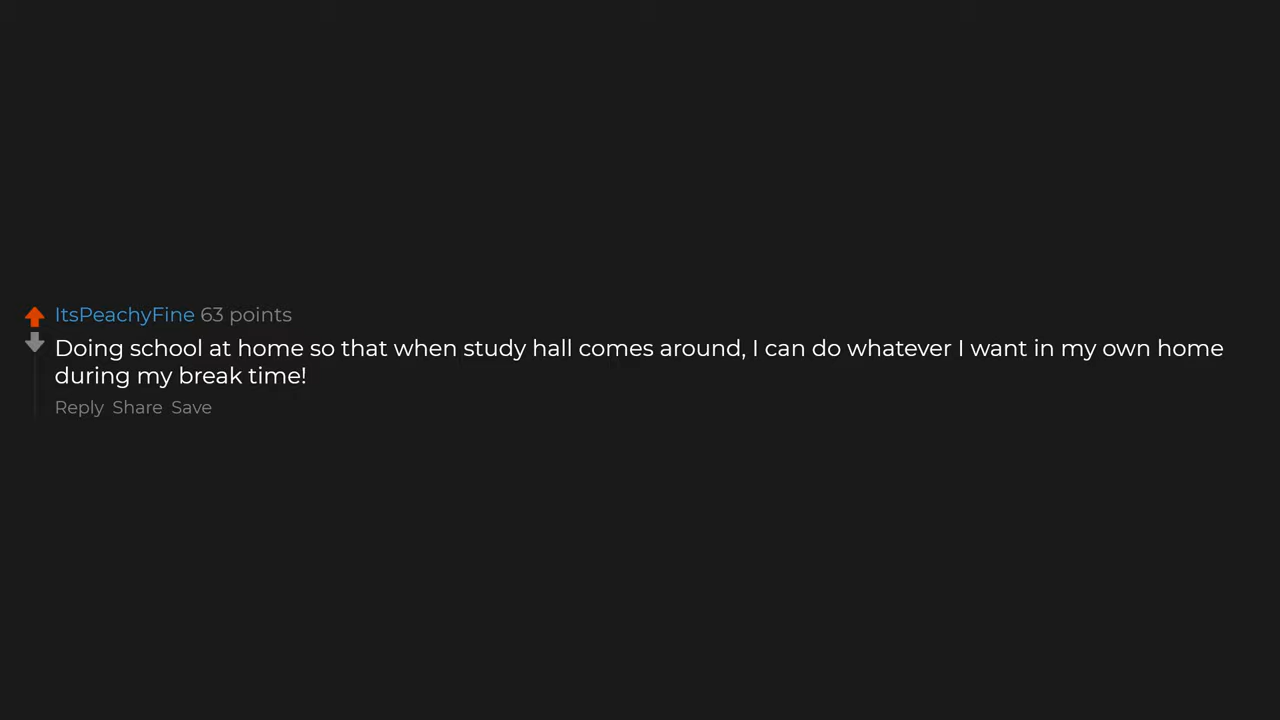 ItsPeachyFine 63 points
Doing school at home so that when study hall comes around, I can do whatever I want in my own home
during my break time!
Reply Share Save